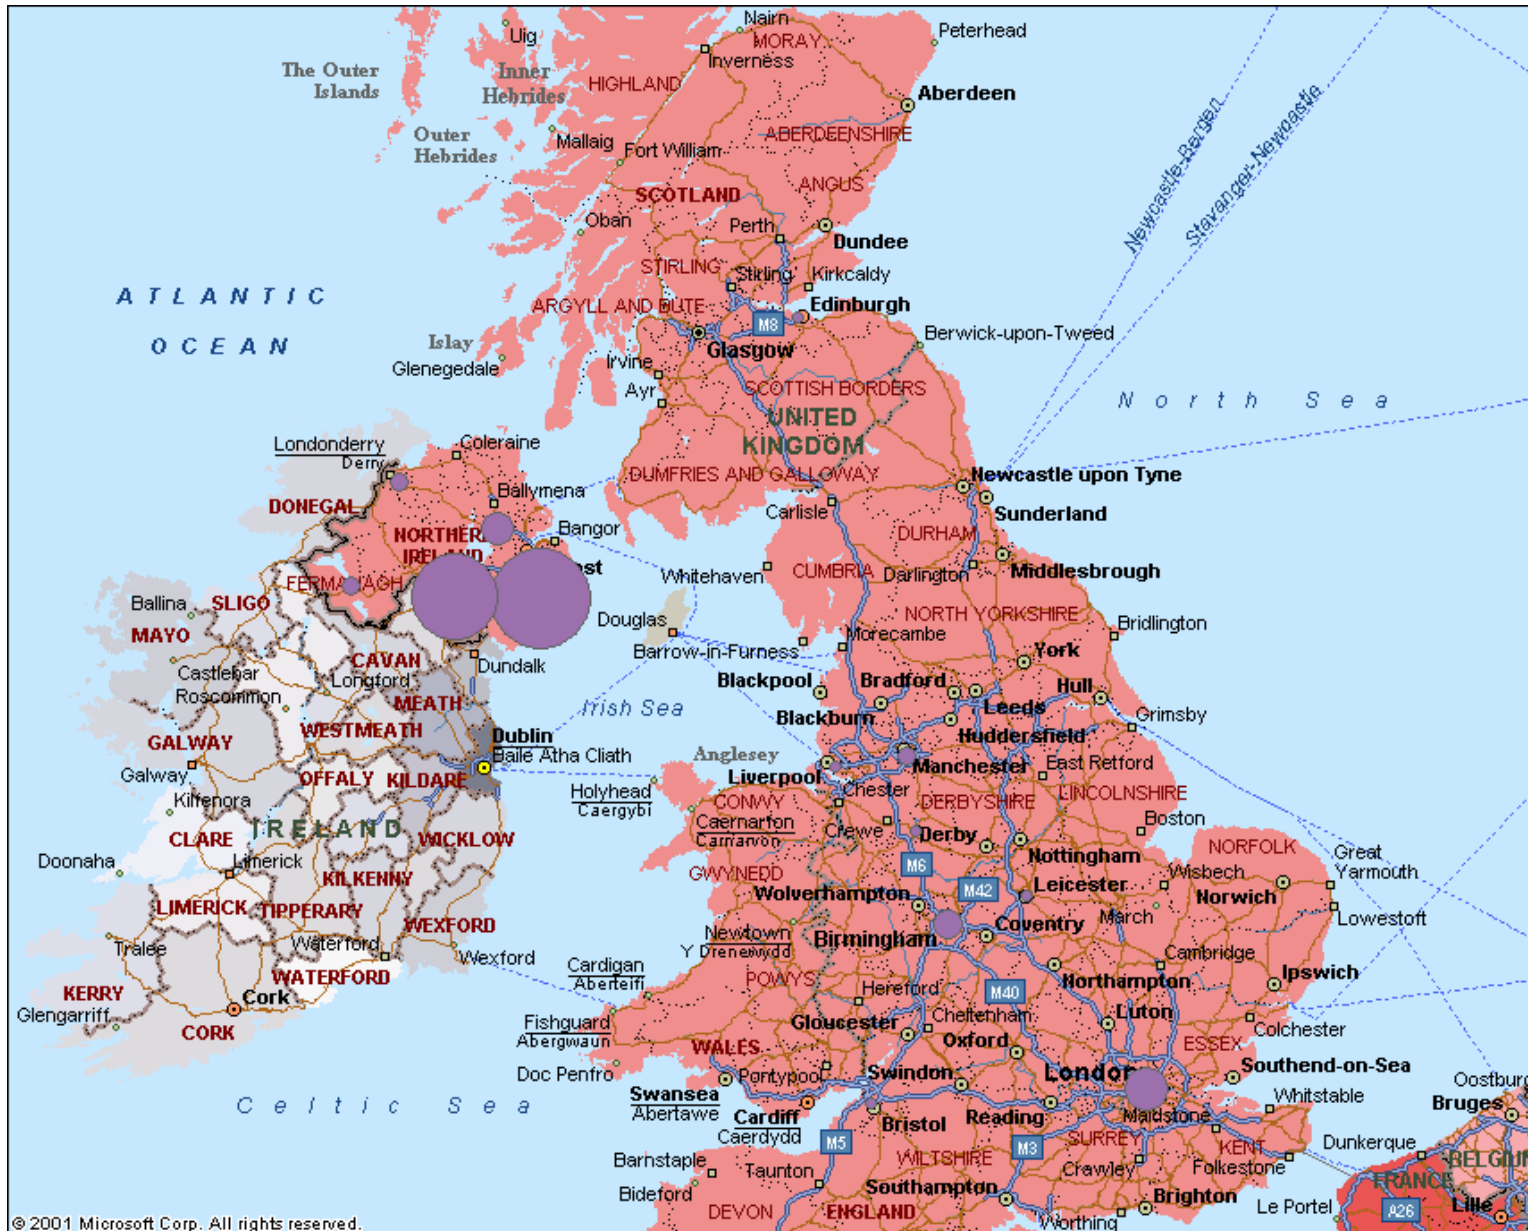 Nairn
MORAY
Peterhead
Uig
The Outer
Islands
Inner
Hebrides
Inverness
HIGHLAND
Aberdeen
Outer
Hebrides
Mallaig
Fort William
ABERDEENSHIRE
ANGUS
SCOTLAND
Newcastle-Bergen
Stavanger-Newcastle
Oban
Perth
Dundee
STIRLING
Stirling
Kirkcaldy
ATLANTIC
OCEAN
ARGYLL AND BUTE
Edinburgh
M8
Islay
Glenegedale
Glasgow
Berwick-upon-Tweed
Irvine
Ayr
SCOTTISH BORDERS
North Sea
UNITED
KINGDOM
Londonderry
Derry
Coleraine
DUMFRIES AND GALLOWAY
Newcastle upon Tyne
DONEGAL
Ballymena
Carlisle
Sunderland
NORTHER
IRELAND
Bangor
DURHAM
Whitehaven
CUMBRIA
Darlington
Middlesbrough
FERMANAGH
Ballina
SLIGO
MAYO
Douglas
NORTH YORKSHIRE
Bridlington
Morecambe
Barrow-in-Furness
York
Castlebar
CAVAN
Dundalk
Longford
Roscommon
MEATH
Blackpool
Bradford
Leeds
Hull
Irish Sea
Blackburn
Grimsby
GALWAY
WESTMEATH
Dublin
Baile Atha Cliath
Huddersfield
Anglesey
Galway
OFFALY
KILDARE
Liverpool
Manchester
East Retford
Holyhead
Caergybi
CONWY
Chester
DERBYSHIRE
LINCOLNSHIRE
Kilfenora
IRELAND
CLARE
WICKLOW
Caernarfon
Carnarvon
Crewe
Derby
Boston
Nottingham
NORFOLK
Great
Yarmouth
Doonaha
Limerick
KILKENNY
GWYNEDD
M6
M42
Leicester
Wisbech
Norwich
Wolverhampton
LIMERICK
TIPPERARY
WEXFORD
March
Lowestoft
Newtown
Y Drenewydd
Birmingham
Coventry
Tralee
Waterford
Wexford
Cambridge
WATERFORD
Cardigan
Aberteifi
POWYS
Hereford
M40
Northampton
Ipswich
KERRY
Cork
Glengarriff
CORK
Fishguard
Abergwaun
Gloucester
Cheltenham
Luton
Colchester
WALES
Oxford
ESSEX
Doc Penfro
Pontypool
Swindon
London
Southend-on-Sea
Swansea
Abertawe
Cardiff
Caerdydd
Celtic Sea
Bristol
Reading
Maidstone
Whitstable
Oostburg
Bruges
M5
M3
SURREY
KENT
Dunkerque
Barnstaple
Taunton
WILTSHIRE
Crawley
Folkestone
BELGIUM
FRANCE
Bideford
Southampton
Brighton
Le Portel
A26
Lille
DEVON
ENGLAND
Worthing
© 2001 Microsoft Corp. All rights reserved.